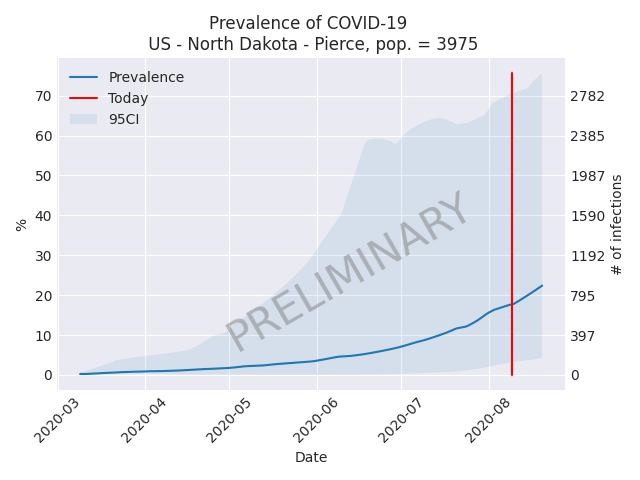 Prevalence of COVID-19
US - North Dakota - Pierce, pop. = 3975
Prevalence
Today
95CI
PRELIMINARY
%
70
60
50
40
30
20
10
0
2782
2385
1987
1590
1192
795
397
0
# of infections
2020-03
2020-04
2020-05
2020-06
2020-07
2020-08
Date